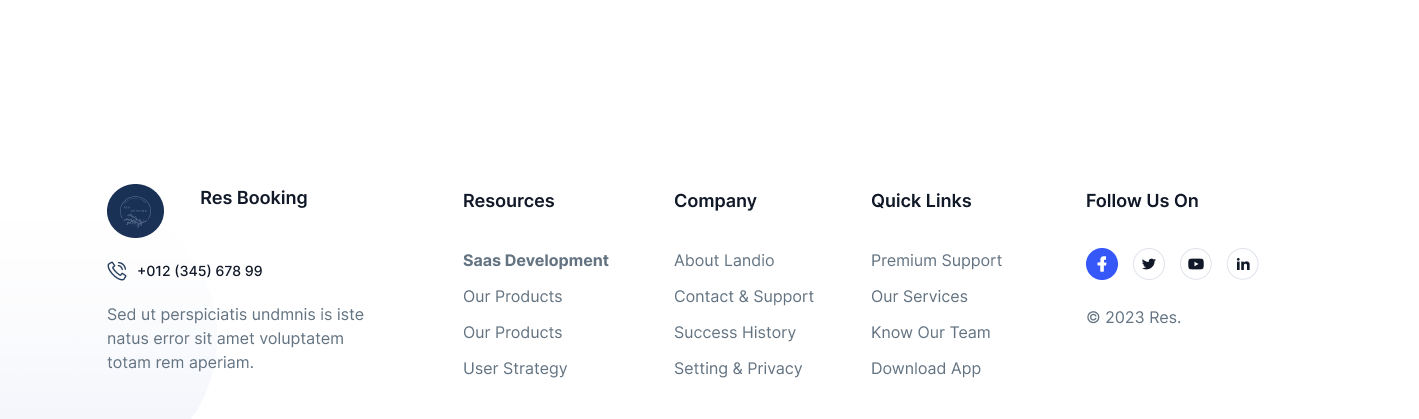 Res Booking
+012 (345) 678 99
Sed ut perspiciatis undmnis is iste
natus error sit amet voluptatem
totam rem aperiam.
Resources
Saas Development
Our Products
Our Products
User Strategy
Company
About Landio
Contact & Support
Success History
Setting & Privacy
Quick Links
Premium Support
Our Services
Know Our Team
Download App
Follow Us On
© 2023 Res.